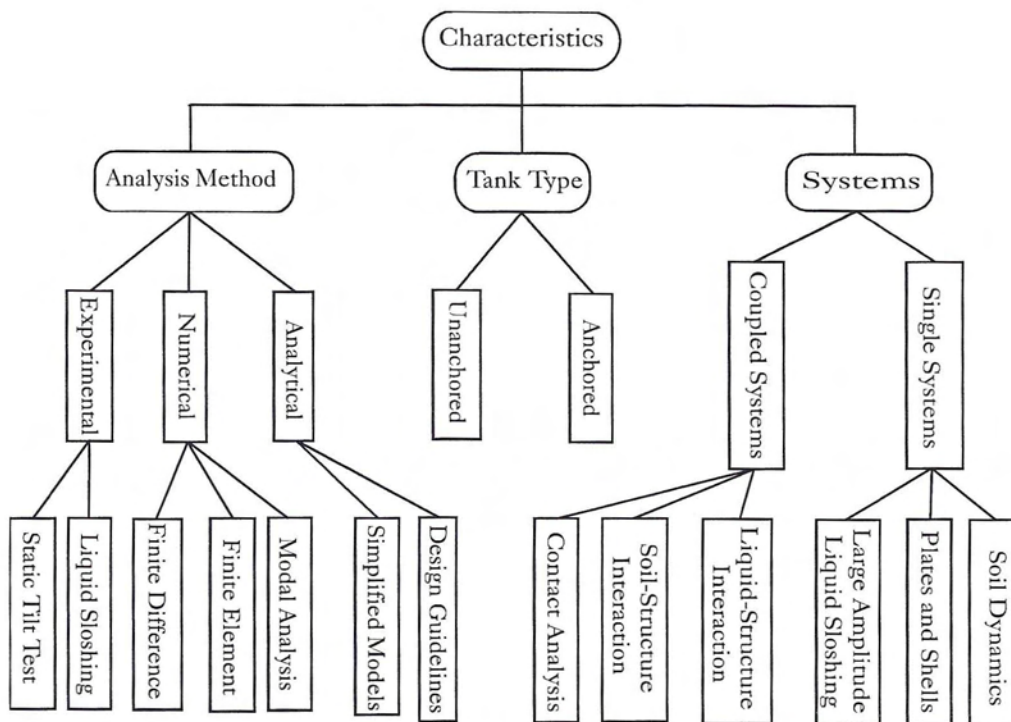 Characteristics
Analysis Method
Tank Type
Systems
Experimental
Numerical
Analytical
Unanchored
Anchored
Coupled Systems
Single Systems
Static Tilt Test
Liquid Sloshing
Finite Difference
Finite Element
Modal Analysis
Simplified Models
Design Guidelines
Contact Analysis
Soil-Structure
Interaction
Liquid-Structure
Interaction
Large Amplitude
Liquid Sloshing
Plates and Shells
Soil Dynamics